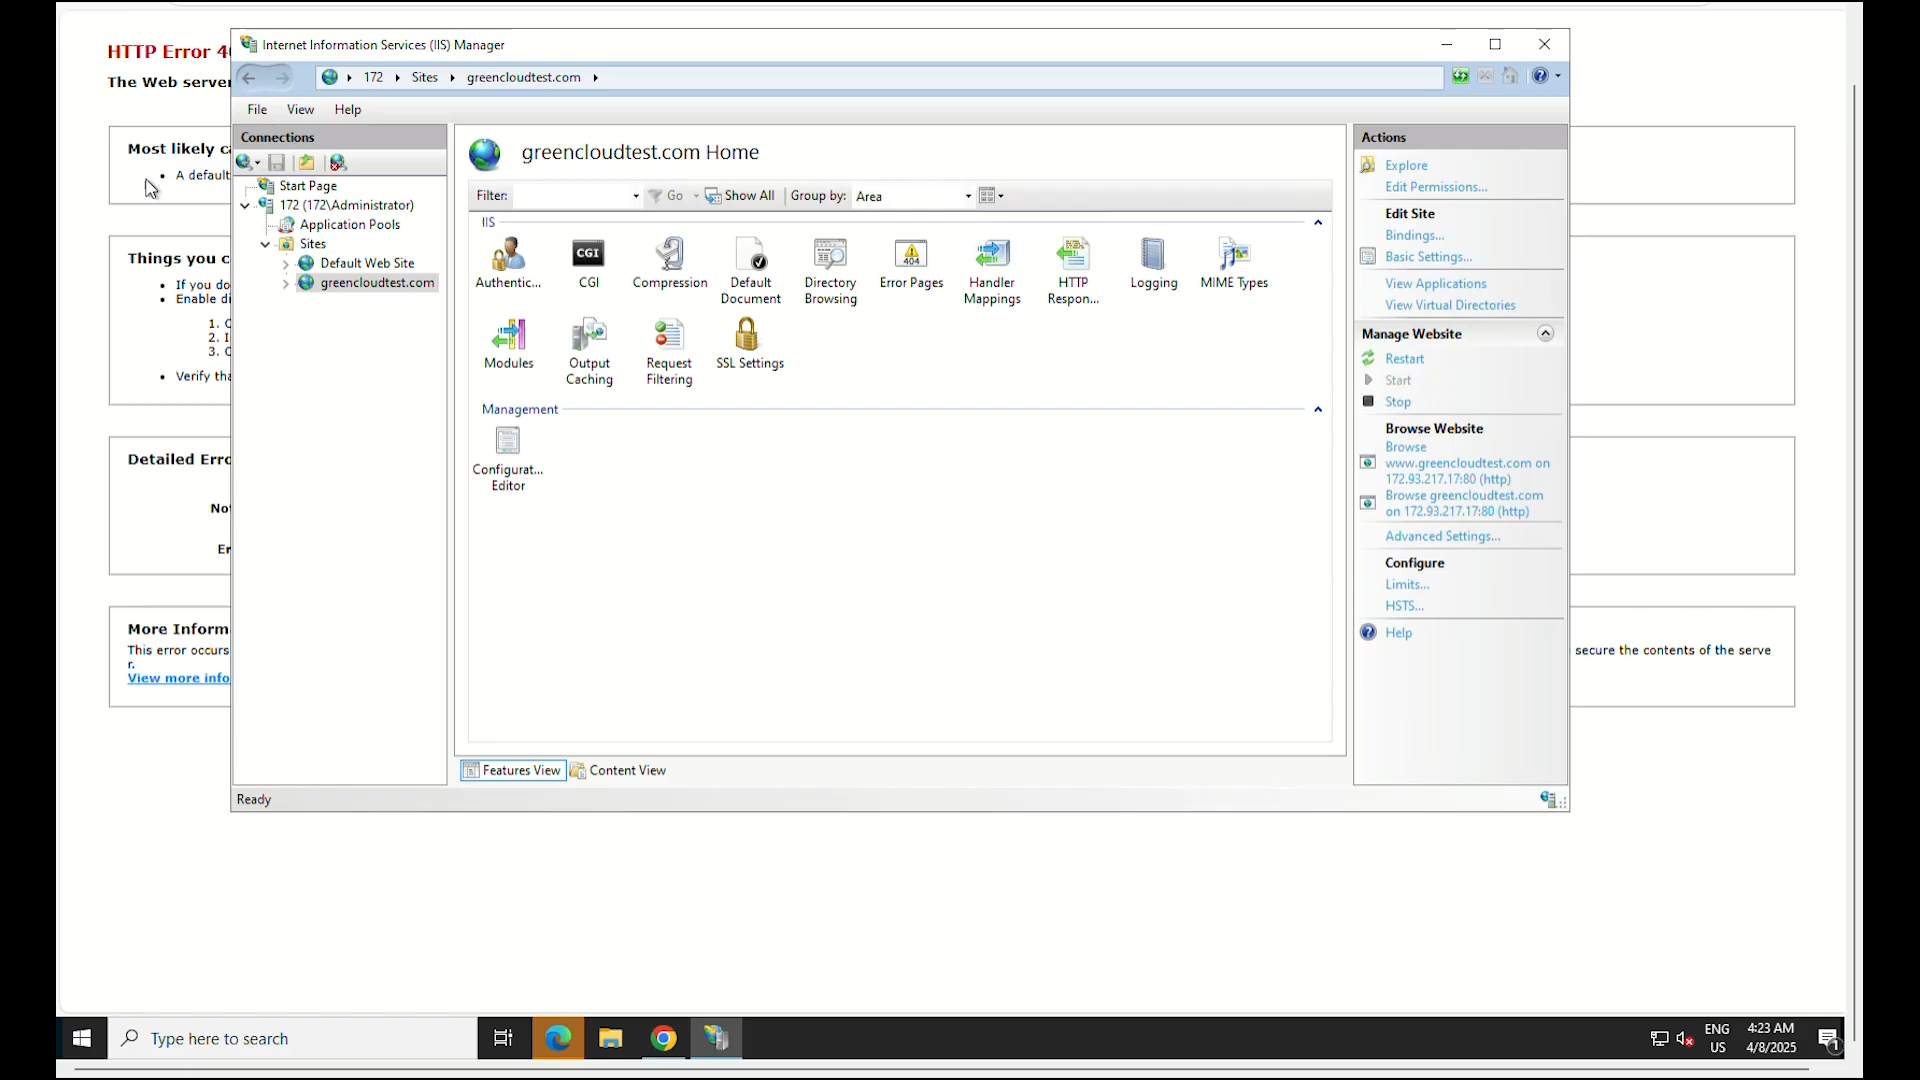 HTTP Error 40
The Web server
Most likely c
A default
Things you c
If you do
Enable di
1.
2. I
3.
Verify tha
Detailed Erro
More Inform
This error occurs
r.
View more info
secure the contents of the serve
Internet Information Services (IIS) Manager
172
Sites
greencloudtest.com
File View Help
Connections
Start Page
172 (172\Administrator)
Application Pools
Sites
Default Web Site
greencloudtest.com
greencloudtest.com Home
Filter: Go Show All Group by: Area
IIS
Authentic...
CGI
CGI
Compression
Default Document
Directory Browsing
404
Error Pages
Handler Mappings
HTTP Respon...
Logging
MIME Types
Modules
Output Caching
Request Filtering
SSL Settings
Management
Configurat... Editor
Features View Content View
Ready
Actions
Explore
Edit Permissions...
Edit Site
Bindings...
Basic Settings...
View Applications
View Virtual Directories
Manage Website
Restart
Start
Stop
Browse Website
Browse
www.greencloudtest.com on
172.93.217.17:80 (http)
Browse greencloudtest.com
on 172.93.217.17:80 (http)
Advanced Settings...
Configure
Limits...
HSTS...
Help
Type here to search
ENG
US
4:23 AM
4/8/2025
1